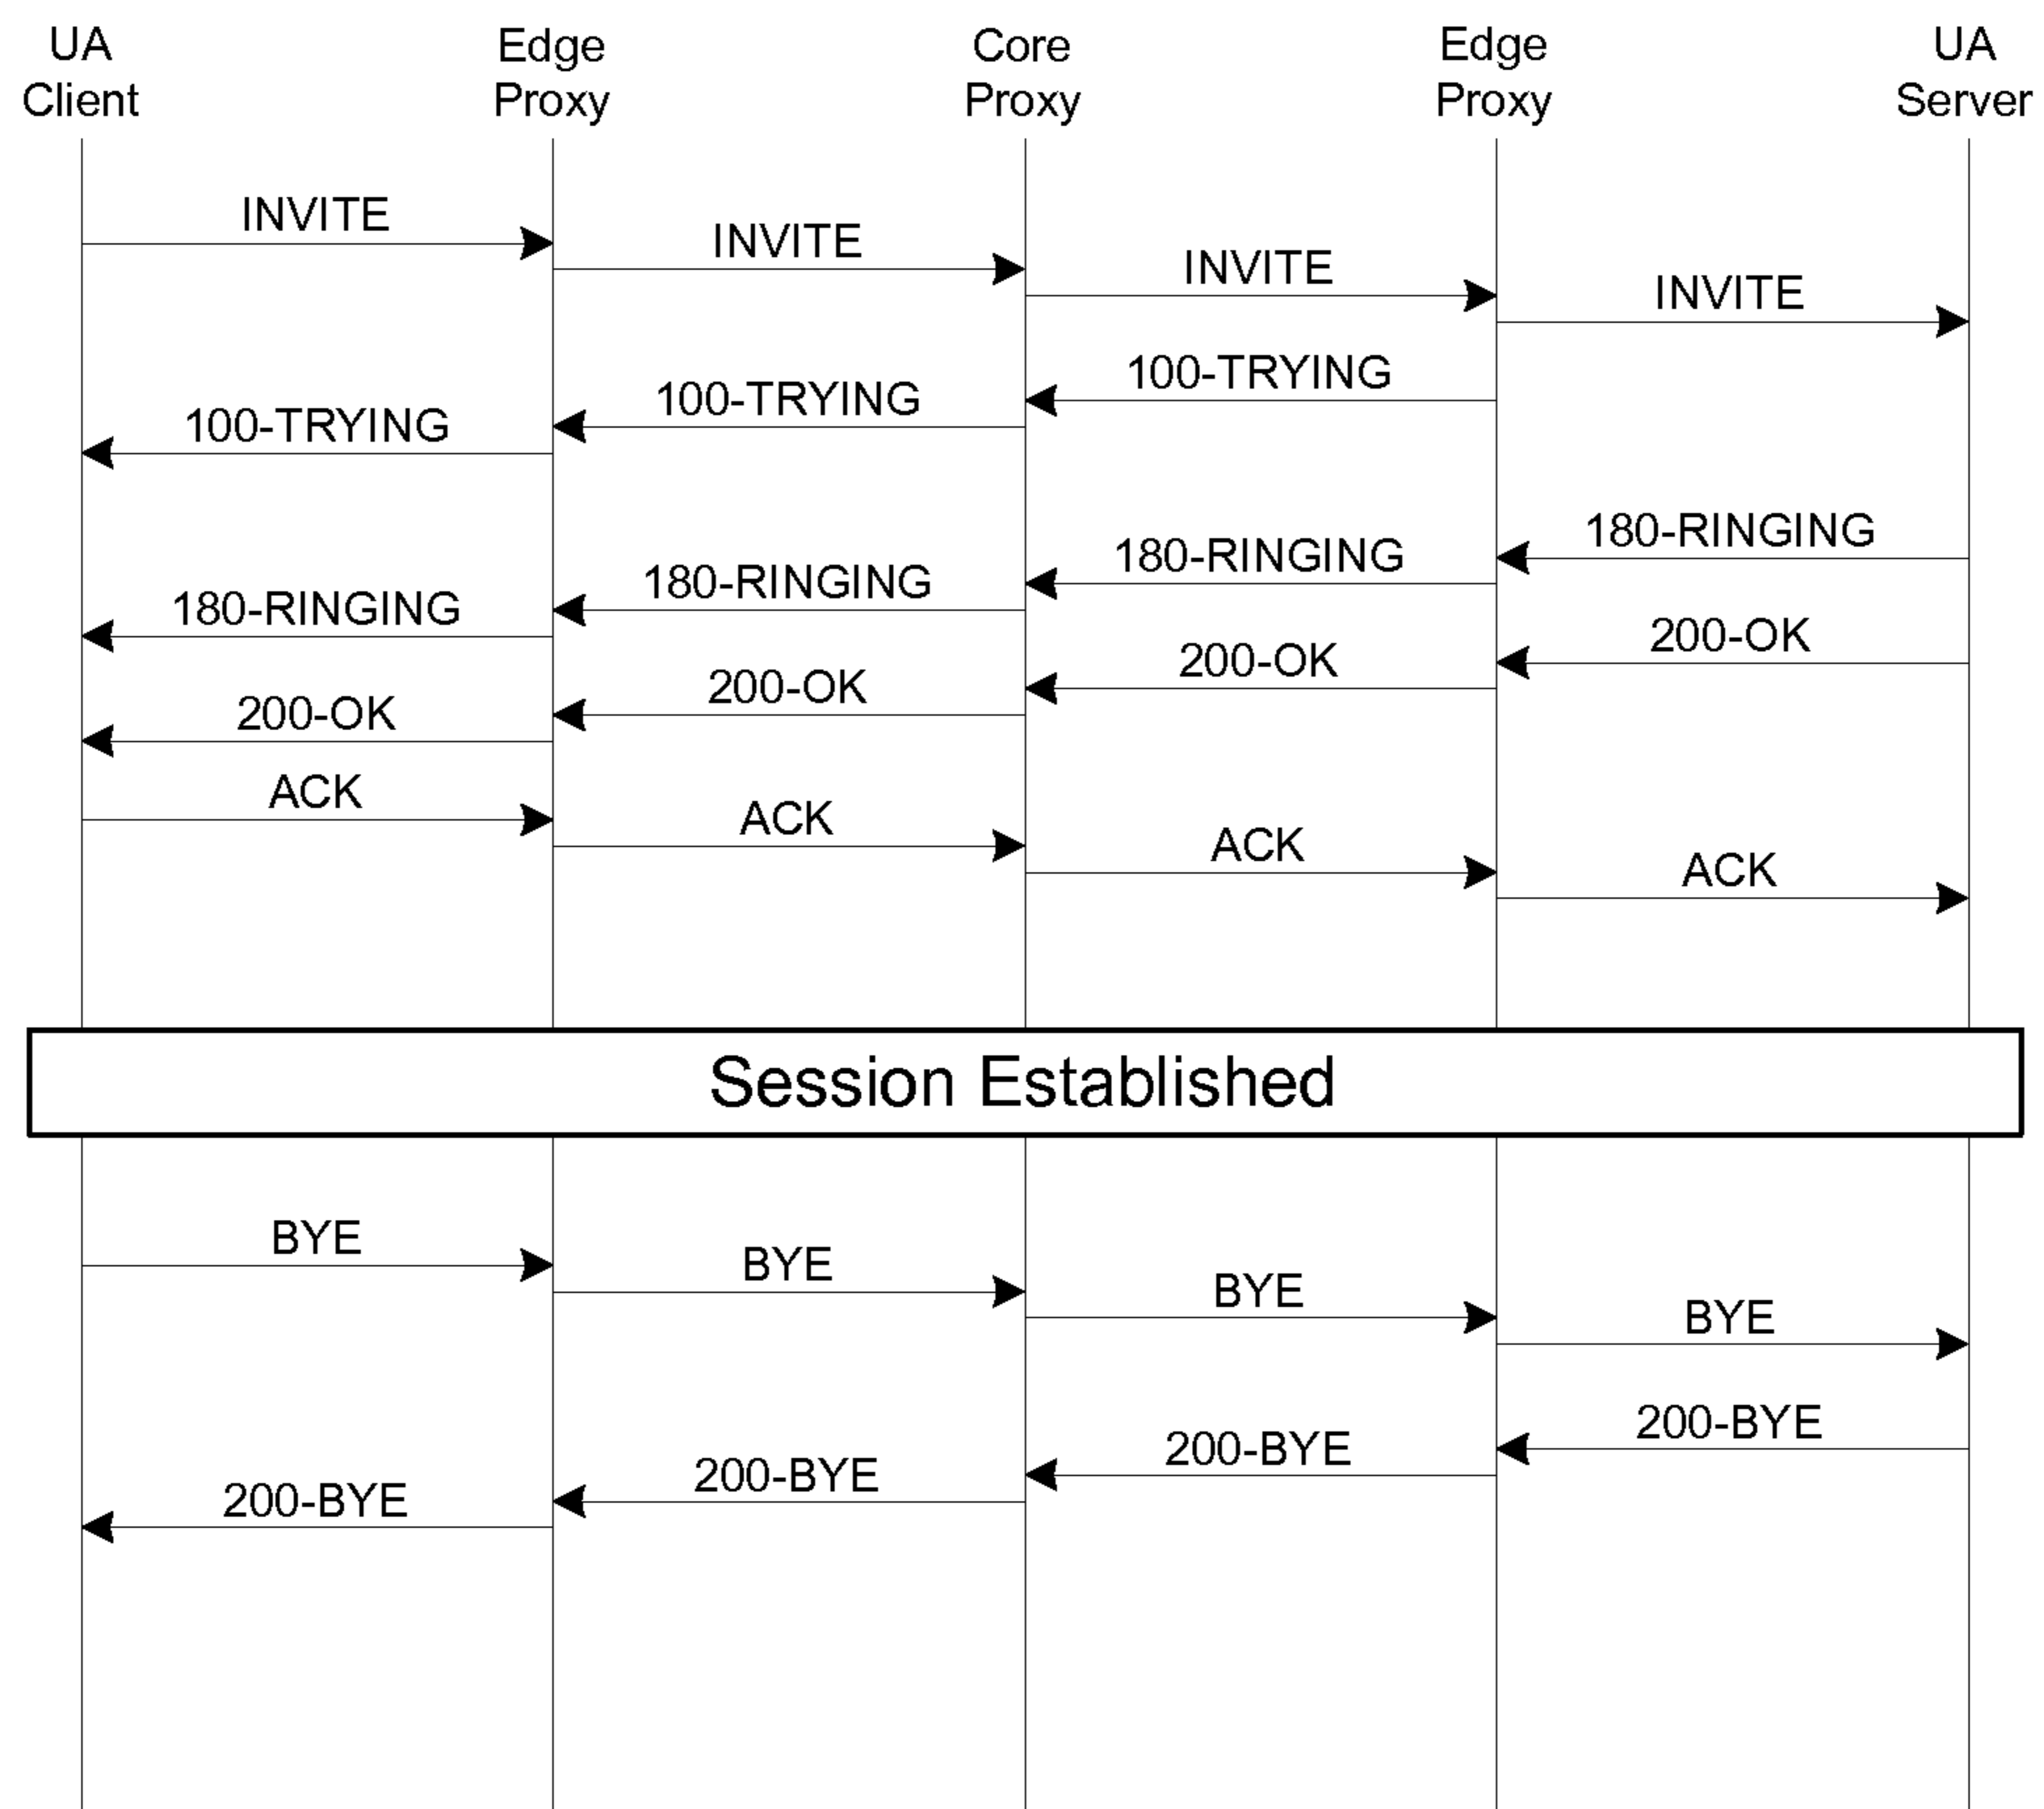 UA
Client
Edge
Proxy
Core
Proxy
Edge
Proxy
UA
Server
INVITE
INVITE
INVITE
INVITE
100-TRYING
100-TRYING
100-TRYING
180-RINGING
180-RINGING
180-RINGING
180-RINGING
200-OK
200-OK
200-OK
200-OK
ACK
ACK
ACK
ACK
Session Established
BYE
BYE
BYE
BYE
200-BYE
200-BYE
200-BYE
200-BYE